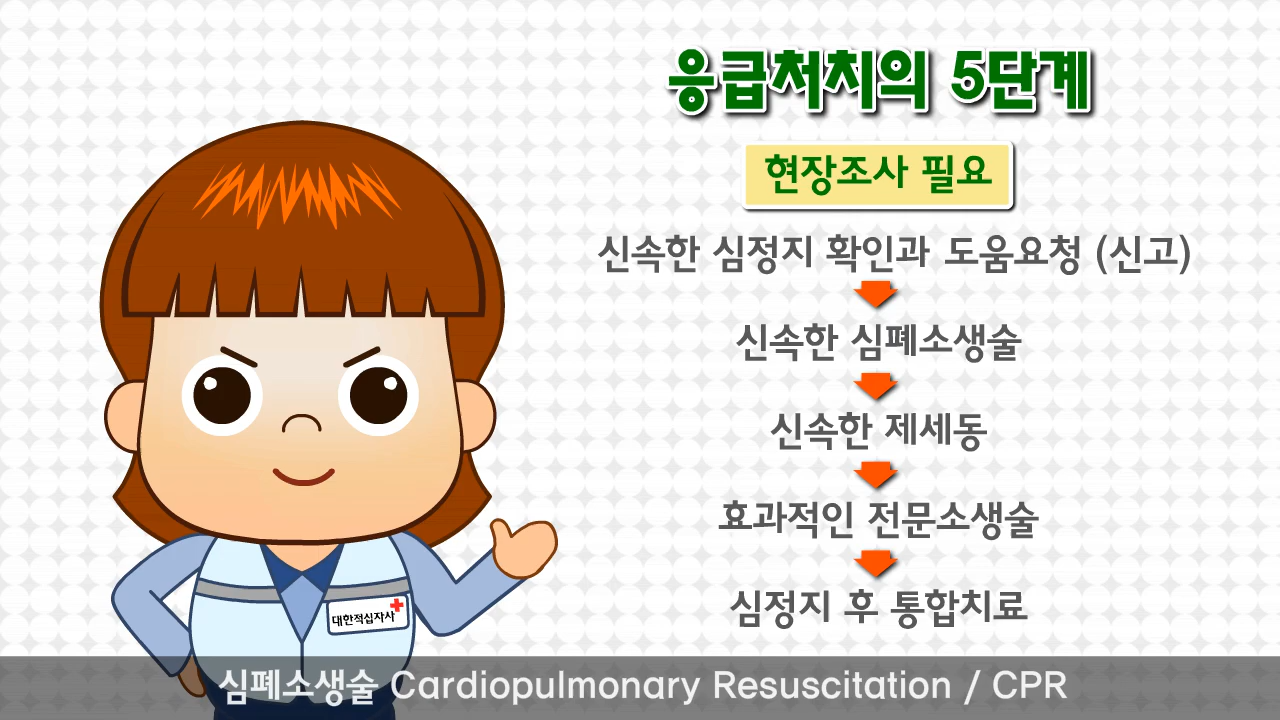 응급처치의 5단계
현장조사 필요
신속한 심정지 확인과 도움요청 (신고)
신속한 심폐소생술
신속한 제세동
효과적인 전문소생술
심정지 후 통합치료
대한적십자사
심폐소생술 Cardiopulmonary Resuscitation / CPR